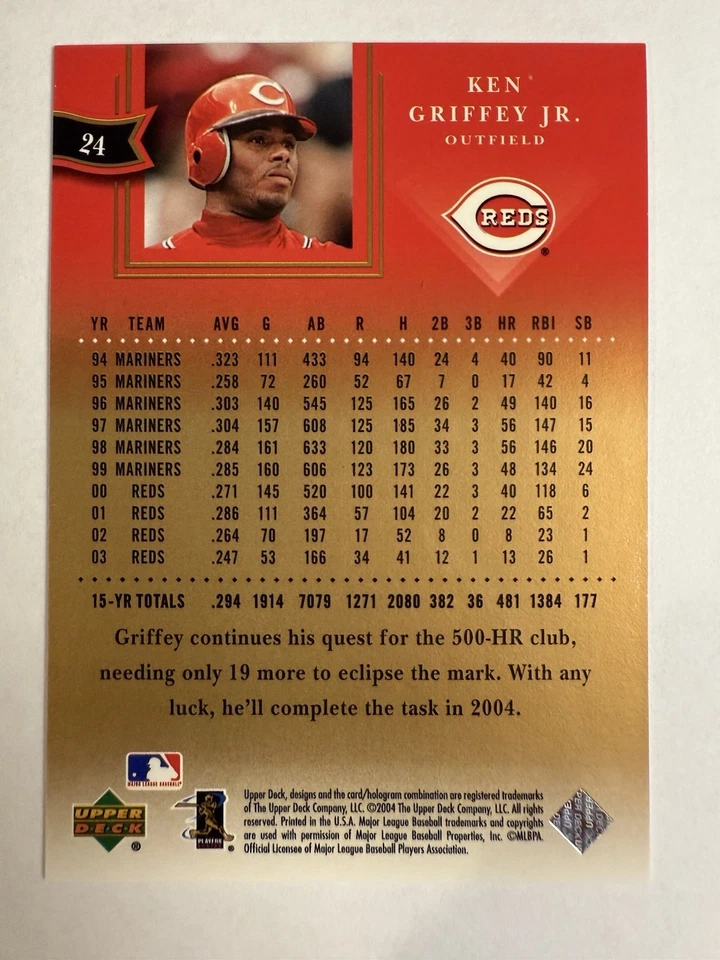 24
KEN
GRIFFEY JR.
OUTFIELD
C
REDS®
YR TEAM AVG G AB R H 2B 3B HR RBI SB
94 MARINERS .323 111 433 94 140 24 4 40 90 11
95 MARINERS .258 72 260 52 67 7 0 17 42 4
96 MARINERS .303 140 545 125 165 26 2 49 140 16
97 MARINERS .304 157 608 125 185 34 3 56 147 15
98 MARINERS .284 161 633 120 180 33 3 56 146 20
99 MARINERS .285 160 606 123 173 26 3 48 134 24
00 REDS .271 145 520 100 141 22 3 40 118 6
01 REDS .286 111 364 57 104 20 2 22 65 2
02 REDS .264 70 197 17 52 8 0 8 23 1
03 REDS .247 53 166 34 41 12 1 13 26 1
15-YR TOTALS .294 1914 7079 1271 2080 382 36 481 1384 177
Griffey continues his quest for the 500-HR club,
needing only 19 more to eclipse the mark. With any
luck, he'll complete the task in 2004.
MAJOR LEAGUE BASEBALL
UPPER
DECK®
PLAYERS
Upper Deck, designs and the card/hologram combination are registered trademarks
of The Upper Deck Company, LLC. ©2004 The Upper Deck Company, LLC. All rights
reserved. Printed in the U.S.A. Major League Baseball trademarks and copyrights
are used with permission of Major League Baseball Properties, Inc. ©MLBPA.
Official Licensee of Major League Baseball Players Association.